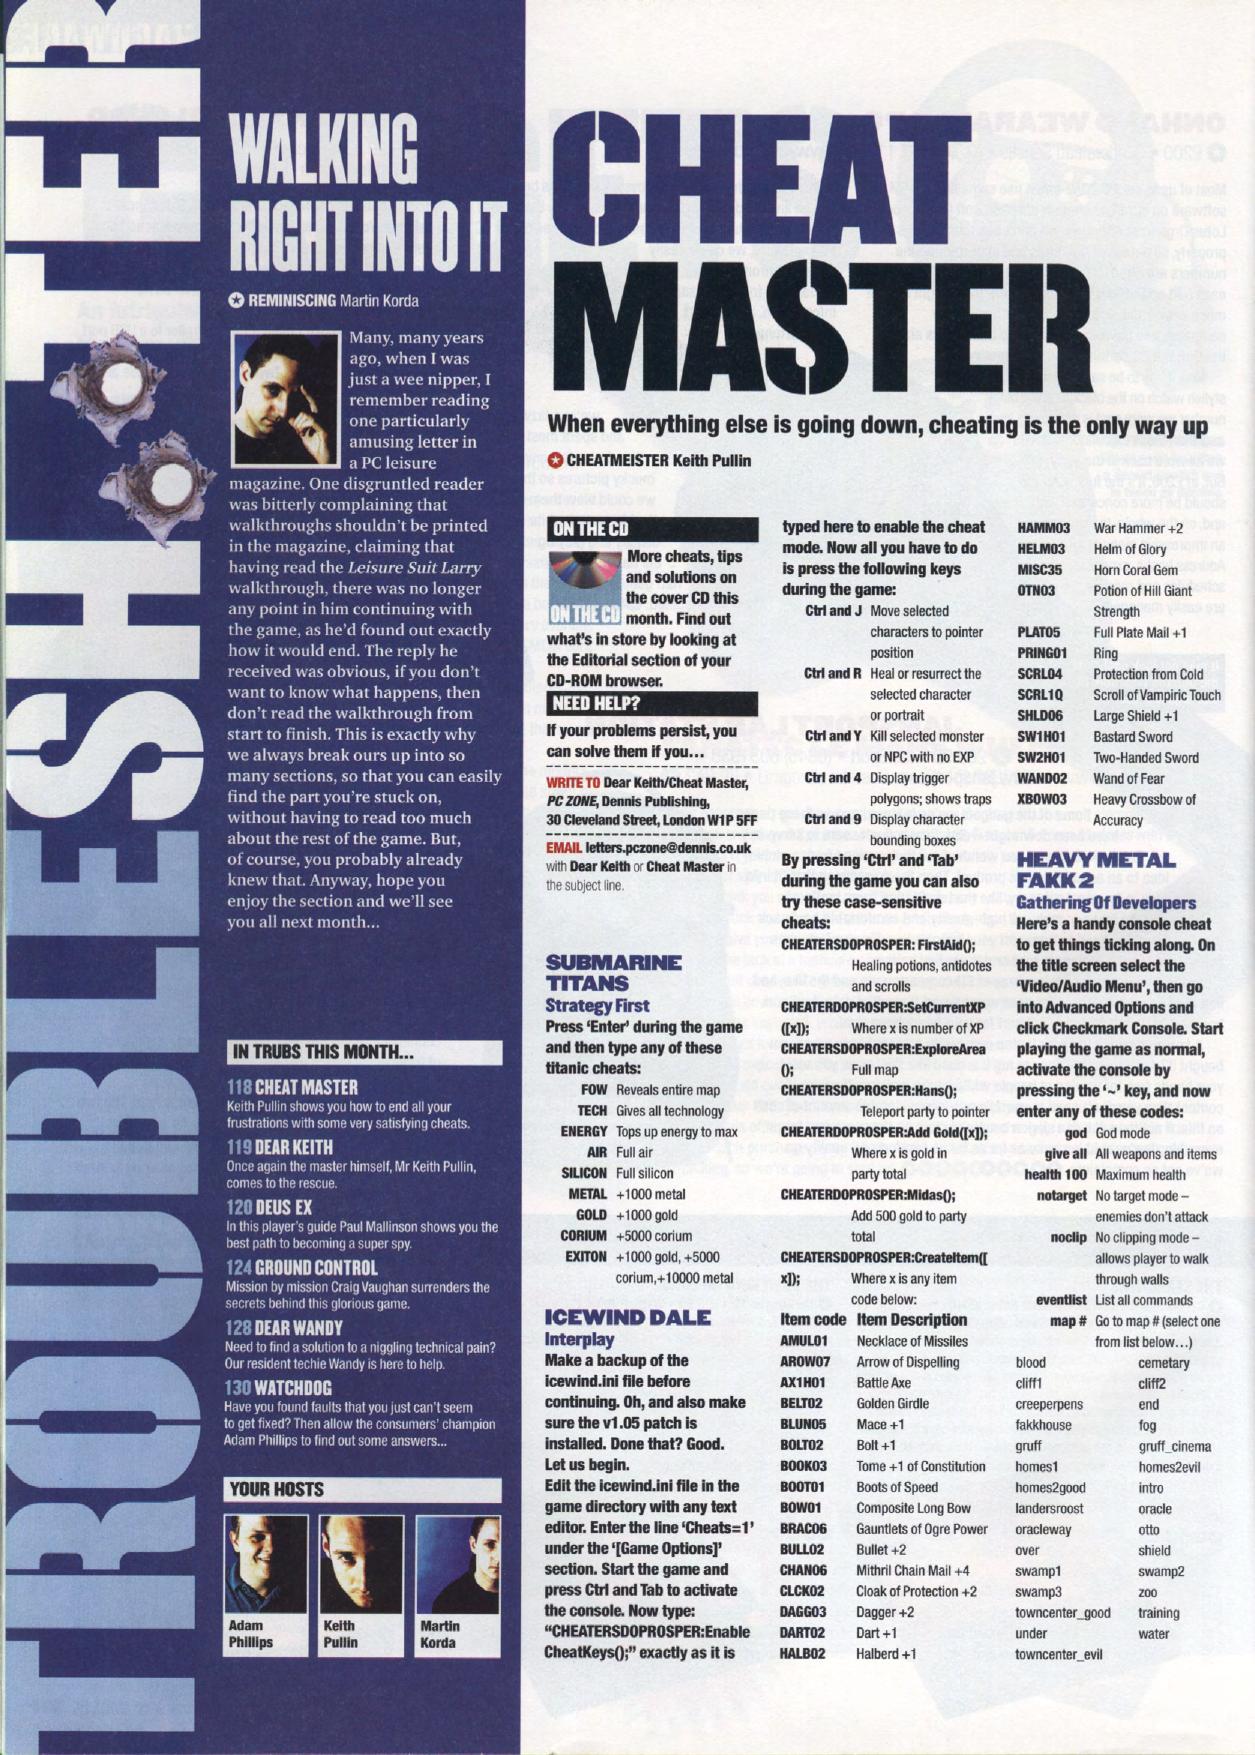 TROUBLESHOOTER
WALKING
RIGHT INTO IT
REMINISCING Martin Korda
Many, many years
ago, when I was
just a wee nipper, I
remember reading
one particularly
amusing letter in
a PC leisure
magazine. One disgruntled reader
was bitterly complaining that
walkthroughs shouldn't be printed
in the magazine, claiming that
having read the Leisure Suit Larry
walkthrough, there was no longer
any point in him continuing with
the game, as he'd found out exactly
how it would end. The reply he
received was obvious, if you don't
want to know what happens, then
don't read the walkthrough from
start to finish. This is exactly why
we always break ours up into so
many sections, so that you can easily
find the part you're stuck on,
without having to read too much
about the rest of the game. But,
of course, you probably already
knew that. Anyway, hope you
enjoy the section and we'll see
you all next month...
IN TRUBS THIS MONTH...
118 CHEAT MASTER
Keith Pullin shows you how to end all your
frustrations with some very satisfying cheats.
119 DEAR KEITH
Once again the master himself, Mr Keith Pullin,
comes to the rescue.
120 DEUS EX
In this player's guide Paul Mallinson shows you the
best path to becoming a super spy.
124 GROUND CONTROL
Mission by mission Craig Vaughan surrenders the
secrets behind this glorious game.
128 DEAR WANDY
Need to find a solution to a niggling technical pain?
Our resident techie Wandy is here to help.
130 WATCHDOG
Have you found faults that you just can't seem
to get fixed? Then allow the consumers' champion
Adam Phillips to find out some answers...
YOUR HOSTS
Adam
Phillips
Keith
Pullin
Martin
Korda
CHEAT
MASTER
When everything else is going down, cheating is the only way up
CHEATMEISTER Keith Pullin
ON THE CD
ON THE CD
More cheats, tips
and solutions on
the cover CD this
month. Find out
what's in store by looking at
the Editorial section of your
CD-ROM browser.
NEED HELP?
If your problems persist, you
can solve them if you...
WRITE TO Dear Keith/Cheat Master,
PC ZONE, Dennis Publishing,
30 Cleveland Street, London W1P 5FF
EMAIL letters.pczone@dennis.co.uk
with Dear Keith or Cheat Master in
the subject line.
SUBMARINE
TITANS
Strategy First
Press 'Enter' during the game
and then type any of these
titanic cheats:
FOW Reveals entire map
TECH Gives all technology
ENERGY Tops up energy to max
AIR Full air
SILICON Full silicon
METAL +1000 metal
GOLD +1000 gold
CORIUM +5000 corium
EXITON +1000 gold, +5000
corium,+10000 metal
ICEWIND DALE
Interplay
Make a backup of the
icewind.ini file before
continuing. Oh, and also make
sure the v1.05 patch is
installed. Done that? Good.
Let us begin.
Edit the icewind.ini file in the
game directory with any text
editor. Enter the line 'Cheats=1'
under the '[Game Options]'
section. Start the game and
press Ctrl and Tab to activate
the console. Now type:
"CHEATERSDOPROSPER:Enable
CheatKeys();" exactly as it is
typed here to enable the cheat
mode. Now all you have to do
is press the following keys
during the game:
Ctrl and J Move selected
characters to pointer
position
Ctrl and R Heal or resurrect the
selected character
or portrait
Ctrl and Y Kill selected monster
or NPC with no EXP
Ctrl and 4 Display trigger
polygons; shows traps
Ctrl and 9 Display character
bounding boxes
By pressing 'Ctrl' and 'Tab'
during the game you can also
try these case-sensitive
cheats:
CHEATERSDOPROSPER: FirstAid();
Healing potions, antidotes
and scrolls
CHEATERDOPROSPER:SetCurrentXP
([x]); Where x is number of XP
CHEATERSDOPROSPER:ExploreArea
(); Full map
CHEATERSDOPROSPER:Hans();
Teleport party to pointer
CHEATERSDOPROSPER:Add Gold([x]);
Where x is gold in
party total
CHEATERDOPROSPER:Midas();
Add 500 gold to party
total
CHEATERSDOPROSPER:CreateItem([
x]); Where x is any item
code below:
Item code Item Description
AMUL01 Necklace of Missiles
AROW07 Arrow of Dispelling
AX1H01 Battle Axe
BELT02 Golden Girdle
BLUN05 Mace +1
BOLT02 Bolt +1
BOOK03 Tome +1 of Constitution
BOOT01 Boots of Speed
BOW01 Composite Long Bow
BRAC06 Gauntlets of Ogre Power
BULL02 Bullet +2
CHAN06 Mithril Chain Mail +4
CLCK02 Cloak of Protection +2
DAGG03 Dagger +2
DART02 Dart +1
HALB02 Halberd +1
HAMM03 War Hammer +2
HELM03 Helm of Glory
MISC35 Horn Coral Gem
OTN03 Potion of Hill Giant
Strength
PLAT05 Full Plate Mail +1
PRING01 Ring
SCRL04 Protection from Cold
SCRL1Q Scroll of Vampiric Touch
SHLD06 Large Shield +1
SW1H01 Bastard Sword
SW2H01 Two-Handed Sword
WAND02 Wand of Fear
XBOW03 Heavy Crossbow of
Accuracy
HEAVY METAL
FAKK 2
Gathering Of Developers
Here's a handy console cheat
to get things ticking along. On
the title screen select the
'Video/Audio Menu', then go
into Advanced Options and
click Checkmark Console. Start
playing the game as normal,
activate the console by
pressing the '~' key, and now
enter any of these codes:
god God mode
give all All weapons and items
health 100 Maximum health
notarget No target mode –
enemies don't attack
noclip No clipping mode –
allows player to walk
through walls
eventlist List all commands
map # Go to map # (select one
from list below...)
blood cemetary
cliff1 cliff2
creeperpens end
fakkhouse fog
gruff gruff_cinema
homes1 homes2evil
homes2good intro
landersroost oracle
oracleway otto
over shield
swamp1 swamp2
swamp3 zoo
towncenter_good training
under water
towncenter_evil